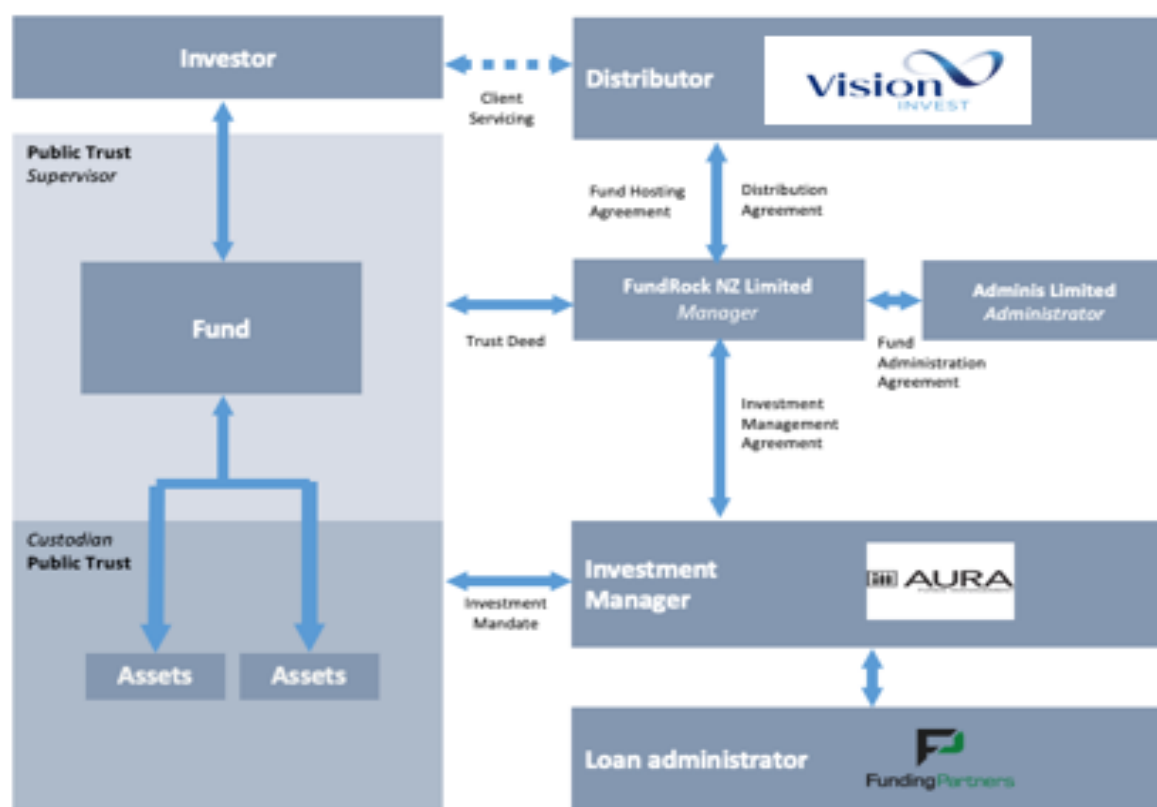 Investor
Client
Servicing
Distributor
Vision
INVEST
Public Trust
Supervisor
Fund Hosting
Agreement
Distribution
Agreement
Fund
Trust Deed
FundRock NZ Limited
Manager
Adminis Limited
Administrator
Fund
Administration
Agreement
Investment
Management
Agreement
Custodian
Public Trust
Assets
Assets
Investment
Mandate
Investment
Manager
AURA
Loan administrator
FundingPartners